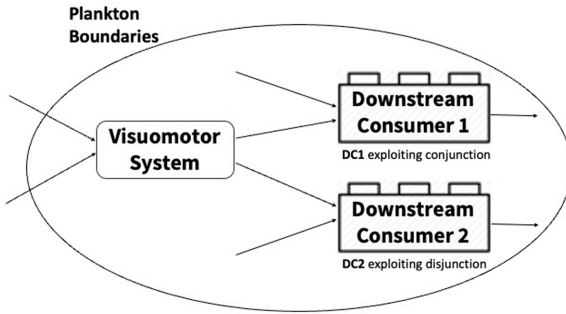 Plankton
Boundaries
Visuomotor
System
Downstream
Consumer 1
DC1 exploiting conjunction
Downstream
Consumer 2
DC2 exploiting disjunction